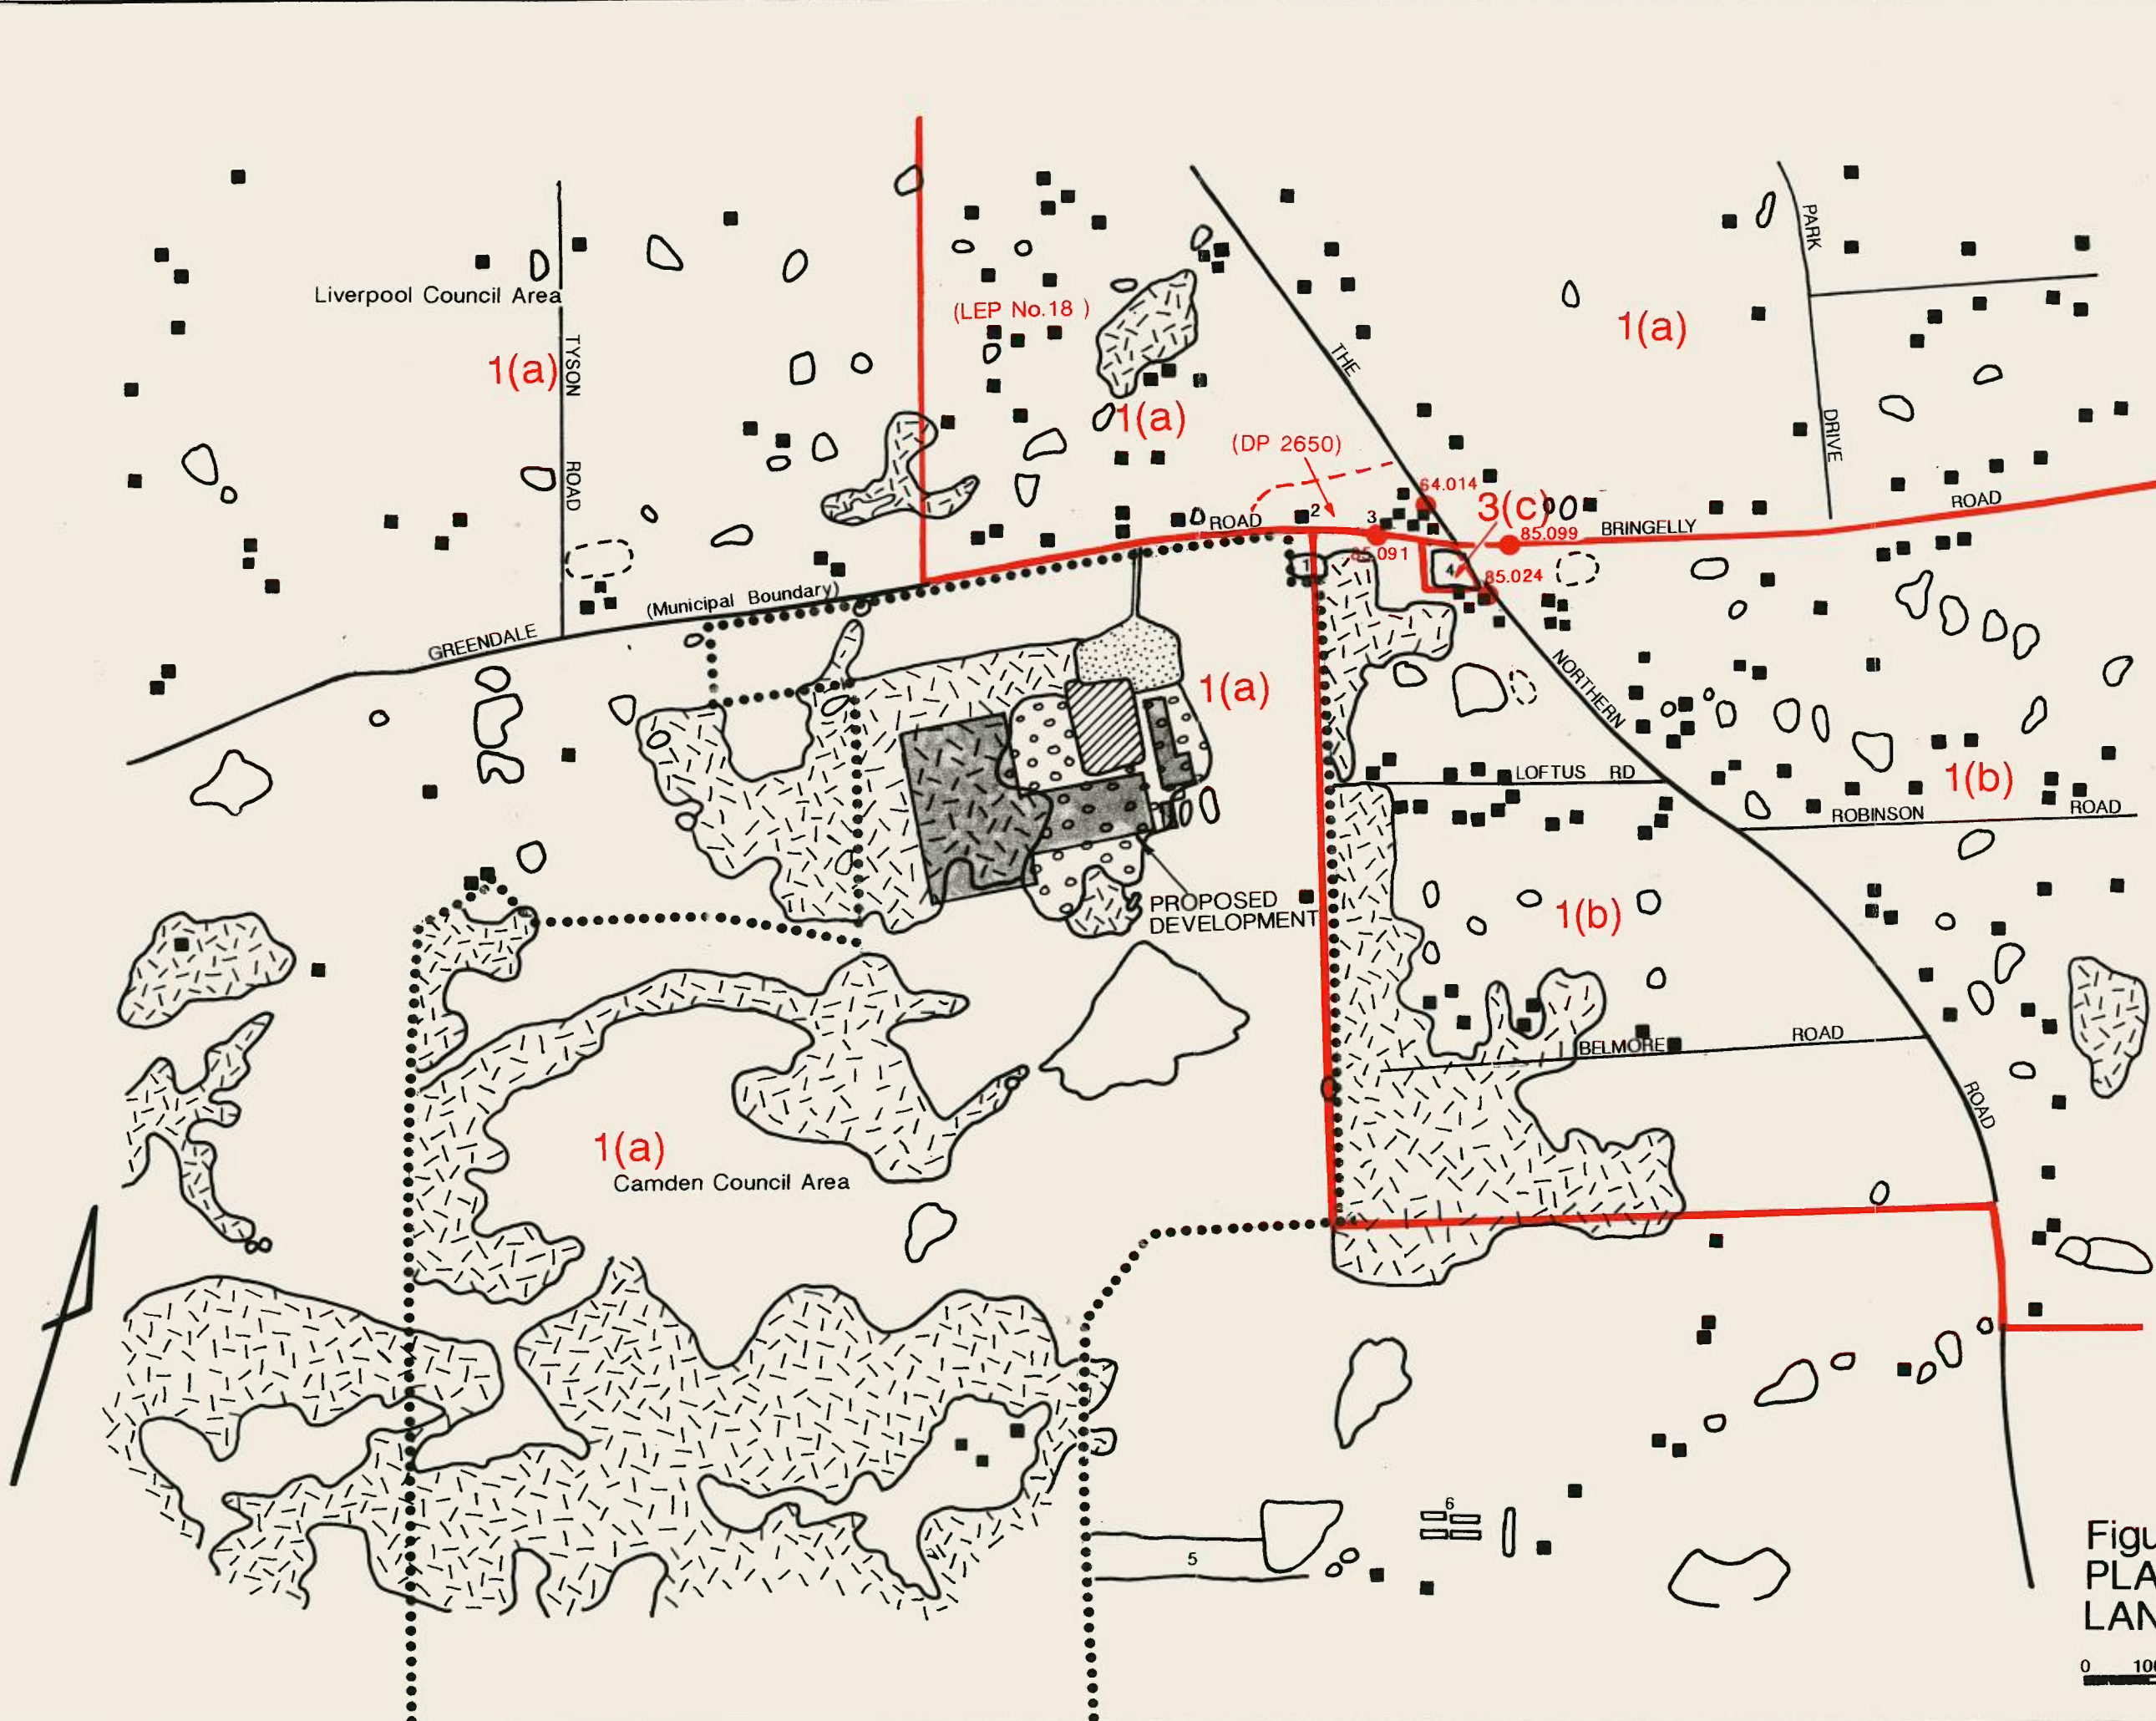 PARK
Liverpool Council Area
(LEP No.18 )
1(a)
1(a)
TYSON
THE
1(a)
DRIVE
(DP 2650)
ROAD
64.014
3(c)
ROAD
ROAD
2
3
BRINGELLY
85.099
85.091
1
4
85.024
(Municipal Boundary)
GREENDALE
NORTHERN
1(a)
LOFTUS RD
1(b)
ROBINSON
ROAD
PROPOSED
DEVELOPMENT
1(b)
BELMORE
ROAD
ROAD
1(a)
Camden Council Area
5
6
Figu
PLA
LAN
0 100